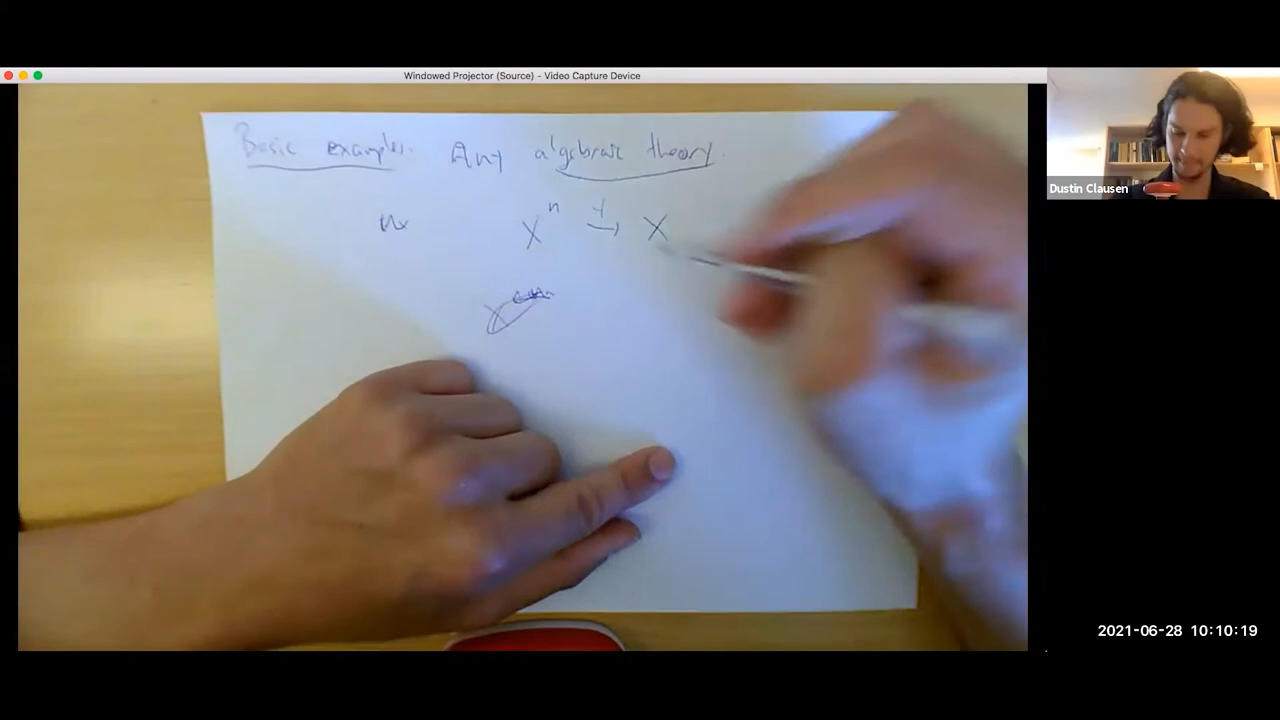 Windowed Projector (Source) - Video Capture Device
Dustin Clausen
Basic examples. Any algebraic theory.
X^n → X
2021-06-28 10:10:19